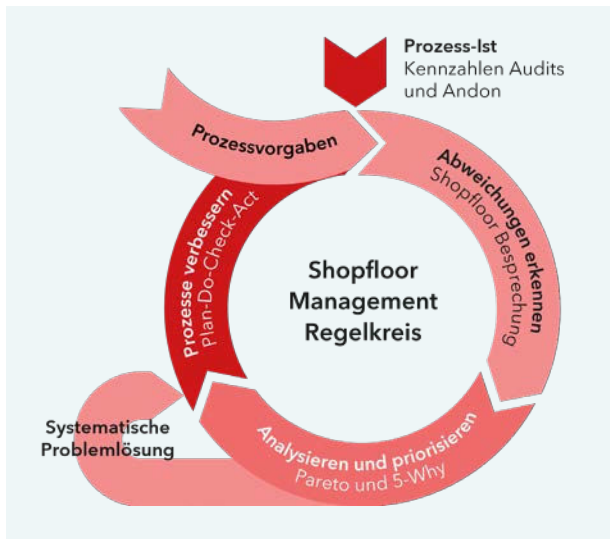 Prozess-Ist
Kennzahlen Audits
und Andon
Prozessvorgaben
Abweichungen erkennen
Shopfloor Besprechung
Shopfloor
Management
Regelkreis
Prozesse verbessern
Plan-Do-Check-Act
Analysieren und priorisieren
Pareto und 5-Why
Systematische
Problemlösung